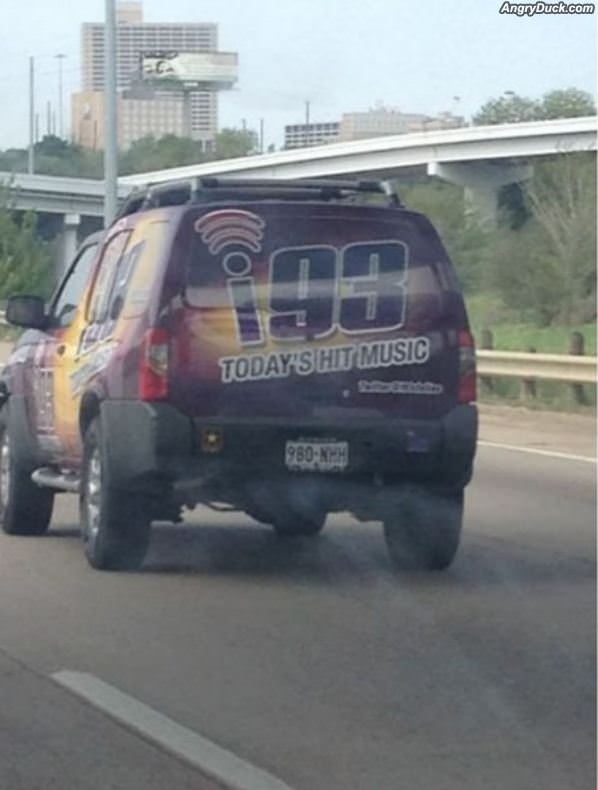 AngryDuck.com
i93
TODAY'S HIT MUSIC
980-NHH